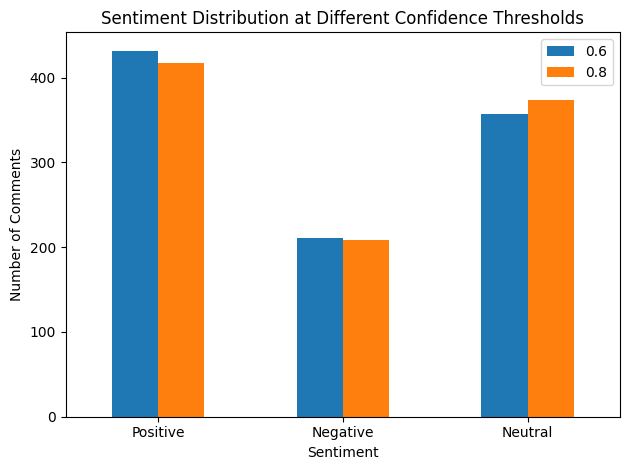 Sentiment Distribution at Different Confidence Thresholds
0.6
0.8
Number of Comments
400
300
200
100
0
Positive Negative Neutral
Sentiment